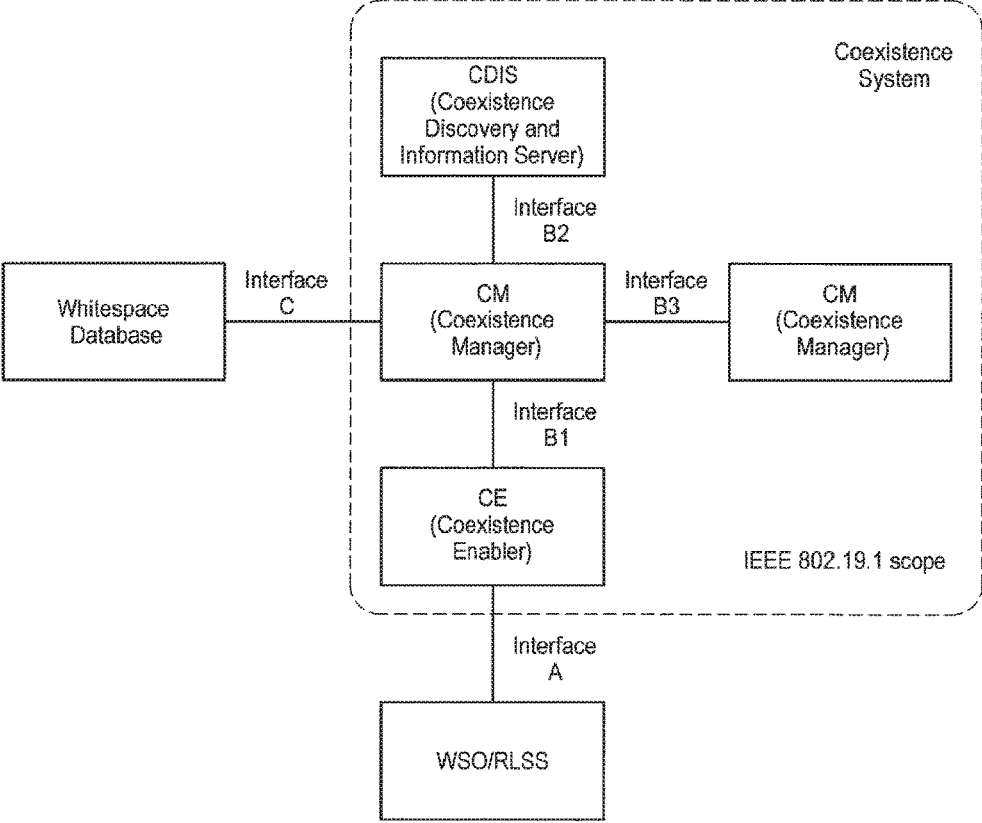 Coexistence
System
CDIS
(Coexistence
Discovery and
Information Server)
Interface
B2
Whitespace
Database
Interface
C
CM
(Coexistence
Manager)
Interface
B3
CM
(Coexistence
Manager)
Interface
B1
CE
(Coexistence
Enabler)
IEEE 802.19.1 scope
Interface
A
WSO/RLSS